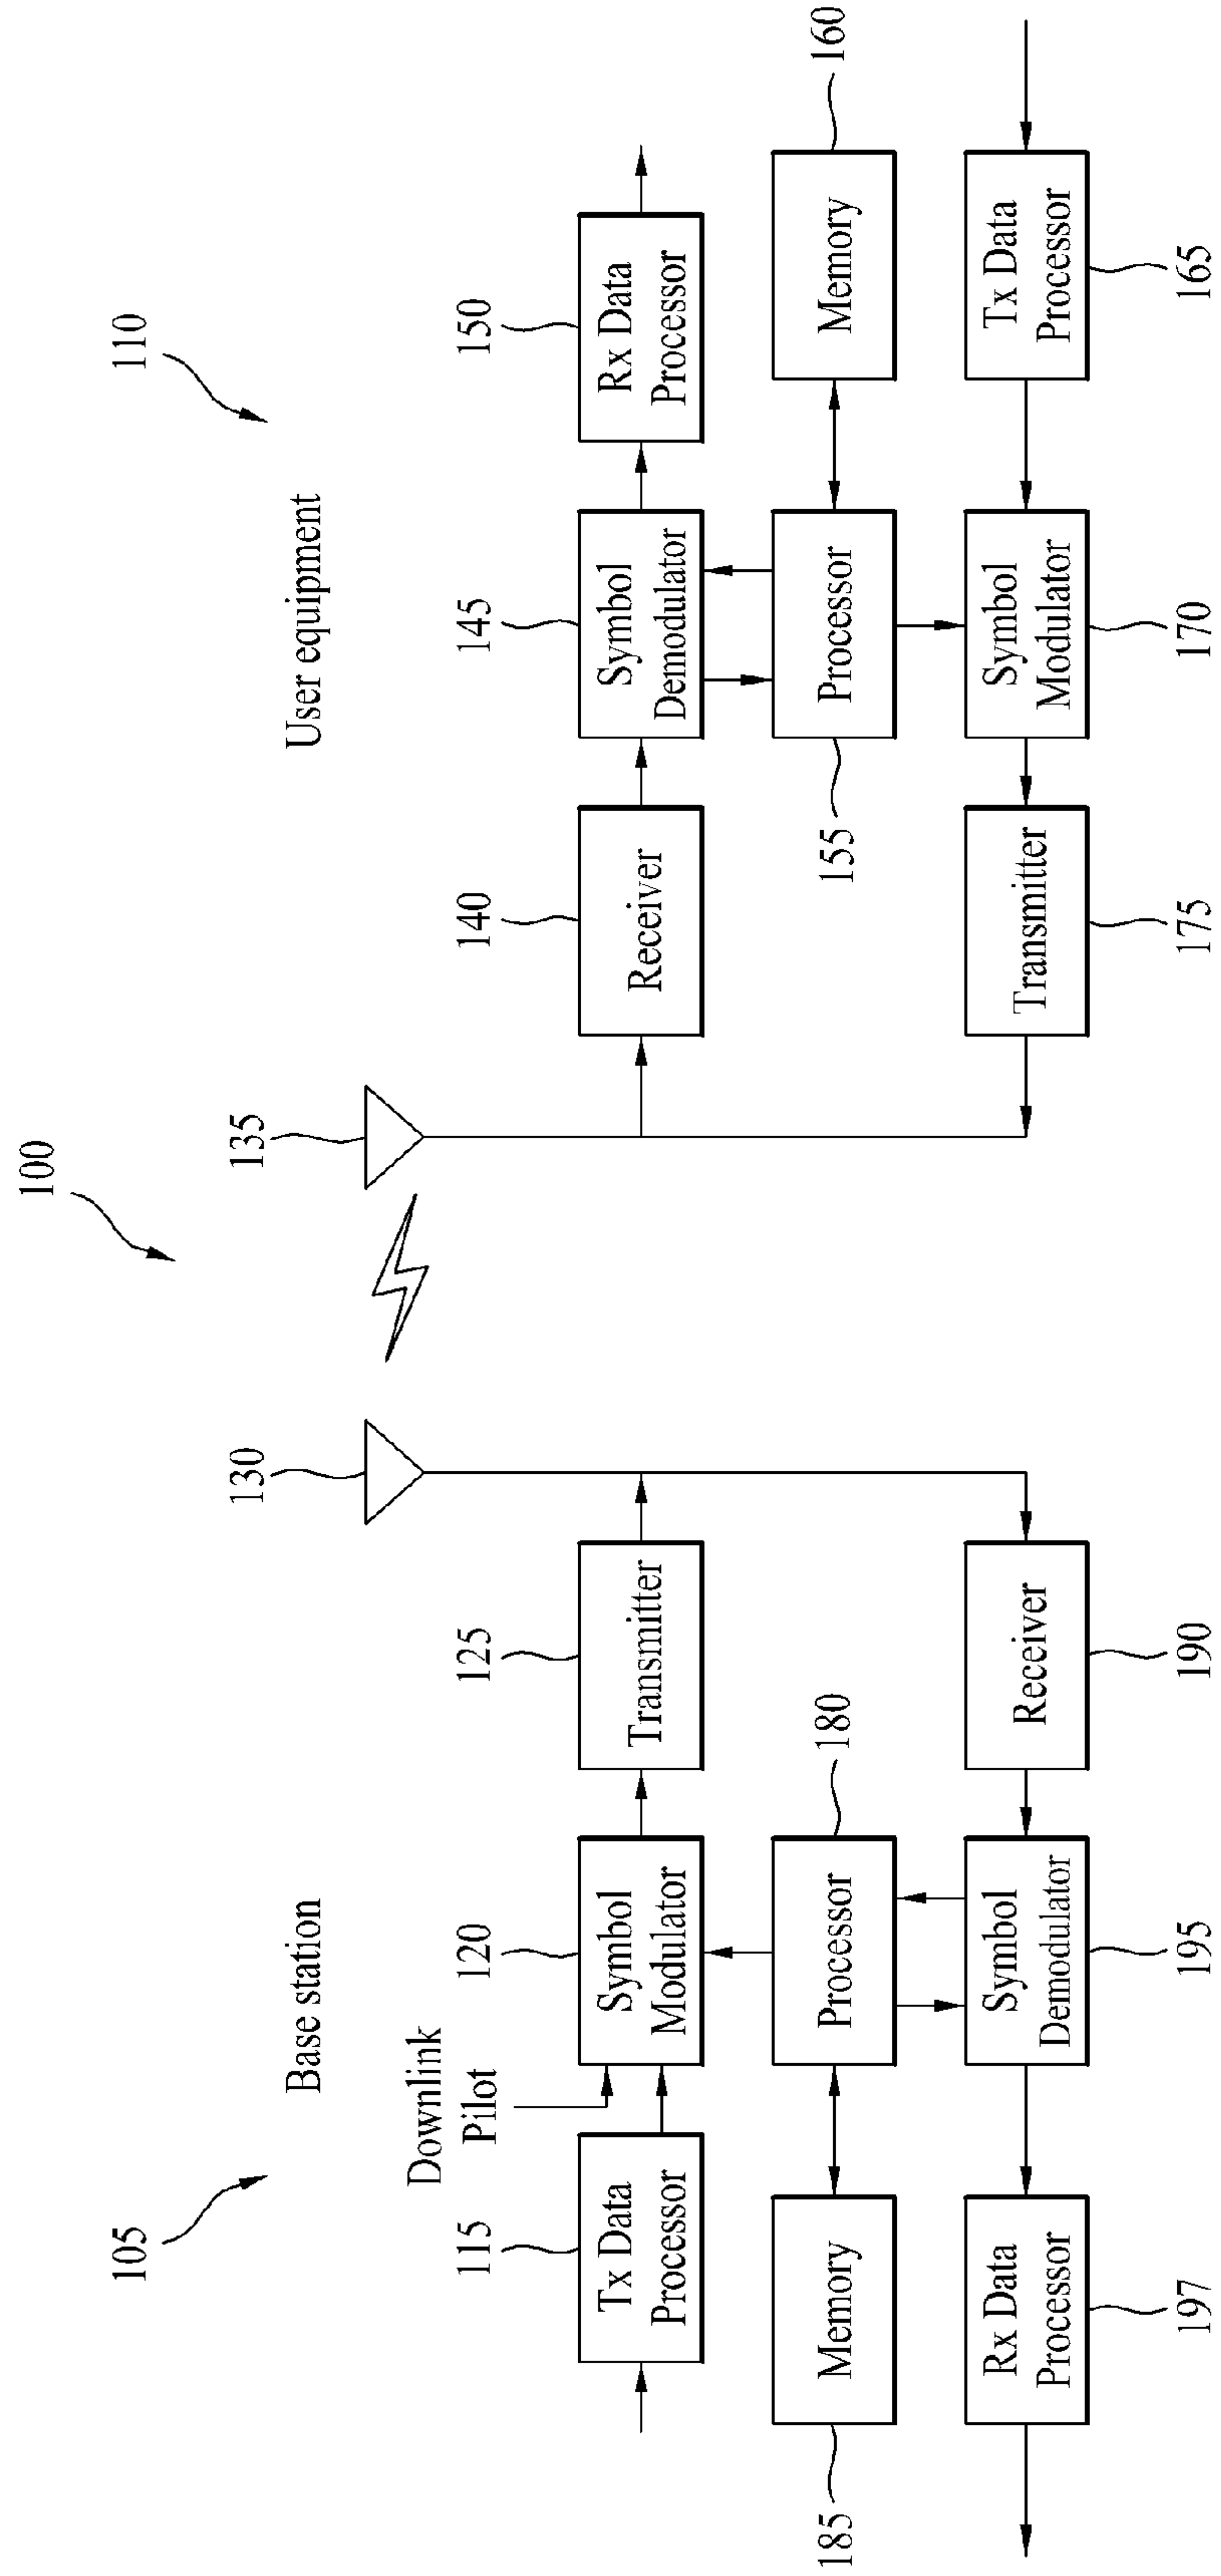 100
105
110
Base station
User equipment
130
135
Downlink
Pilot
115
120
125
140
145
150
Tx Data
Processor
Symbol
Modulator
Transmitter
Receiver
Symbol
Demodulator
Rx Data
Processor
180
160
Memory
Processor
Processor
Memory
185
155
Rx Data
Processor
Symbol
Demodulator
Receiver
Transmitter
Symbol
Modulator
Tx Data
Processor
197
195
190
175
170
165